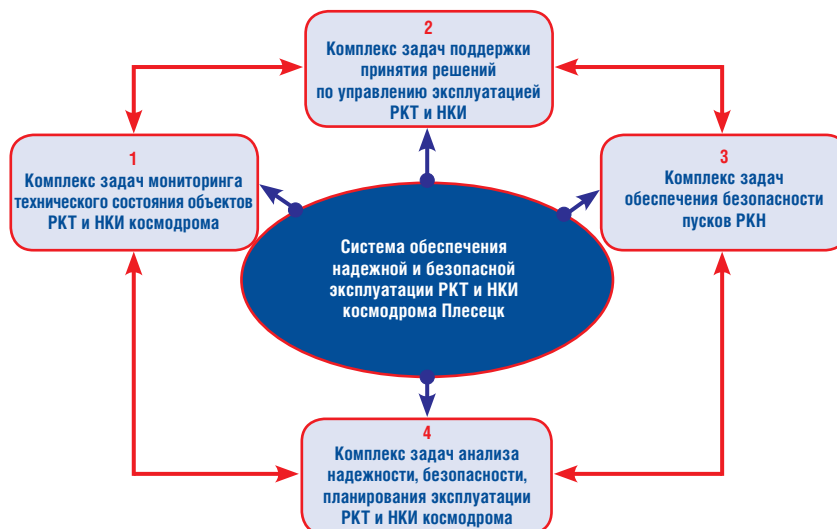 2
Комплекс задач поддержки
принятия решений
по управлению эксплуатацией
РКТ и НКИ
1
Комплекс задач мониторинга
технического состояния объектов
РКТ и НКИ космодрома
3
Комплекс задач
обеспечения безопасности
пусков РКН
Система обеспечения
надежной и безопасной
эксплуатации РКТ и НКИ
космодрома Плесецк
4
Комплекс задач анализа
надежности, безопасности,
планирования эксплуатации
РКТ и НКИ космодрома